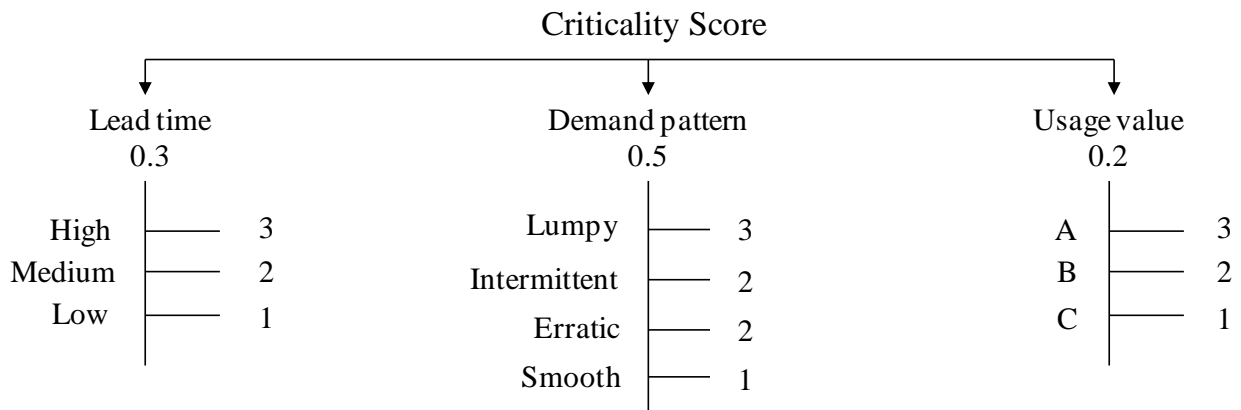 Criticality Score
Lead time
0.3
High 3
Medium 2
Low 1
Demand pattern
0.5
Lumpy 3
Intermittent 2
Erratic 2
Smooth 1
Usage value
0.2
A 3
B 2
C 1